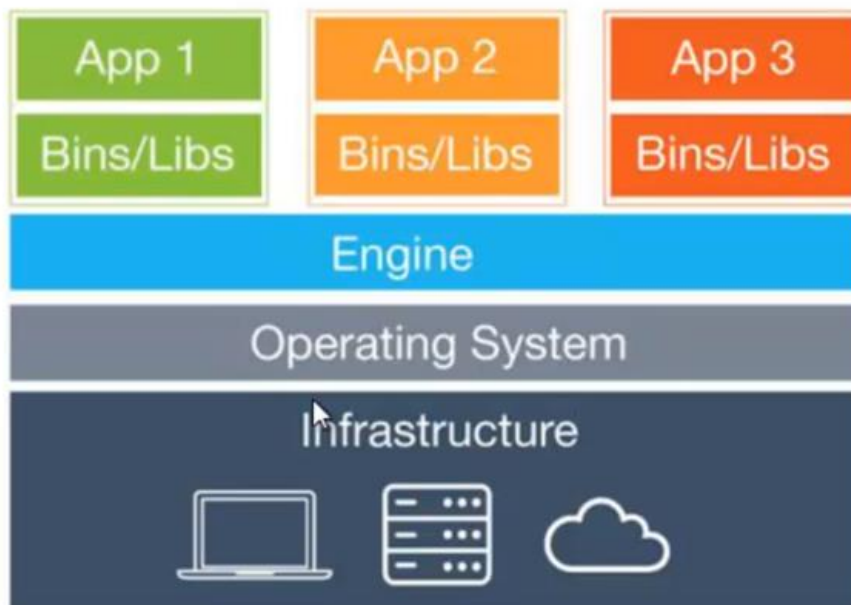 App 1
App 2
App 3
Bins/Libs
Bins/Libs
Bins/Libs
Engine
Operating System
Infrastructure